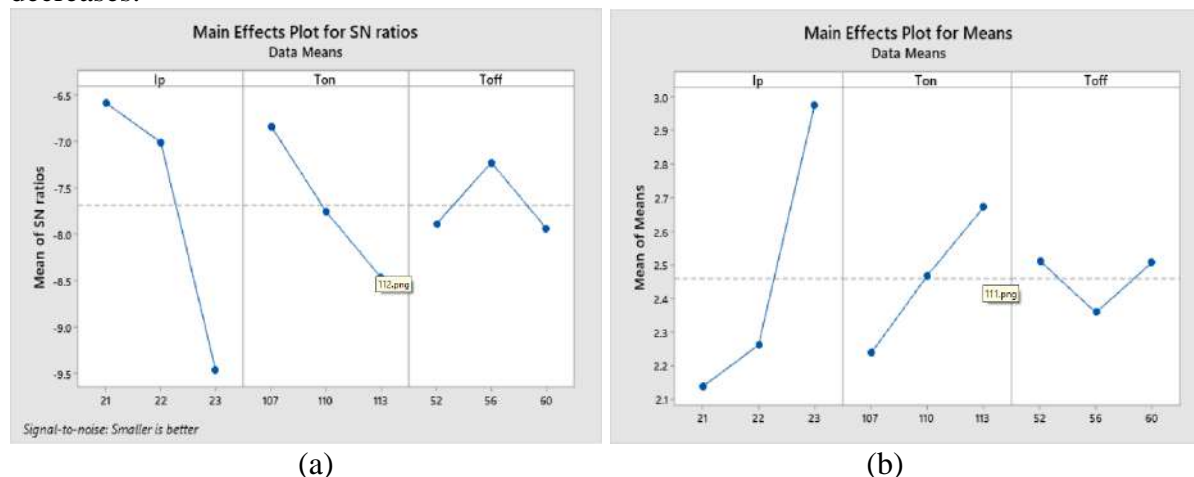 decreases.
Main Effects Plot for SN ratios
Data Means
Ip Ton Toff
Mean of SN ratios
-6.5
-7.0
-7.5
-8.0
-8.5
-9.0
-9.5
112.png
21 22 23 107 110 113 52 56 60
Signal-to-noise: Smaller is better
(a)
Main Effects Plot for Means
Data Means
Ip Ton Toff
Mean of Means
3.0
2.9
2.8
2.7
2.6
2.5
2.4
2.3
2.2
2.1
111.png
21 22 23 107 110 113 52 56 60
(b)